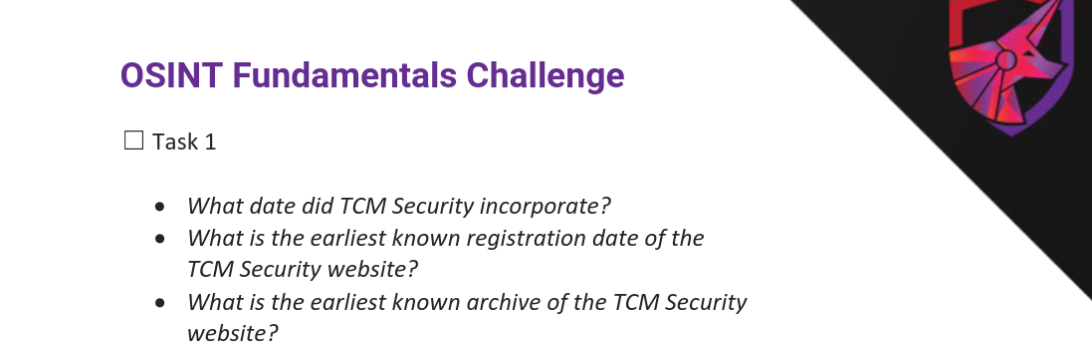 OSINT Fundamentals Challenge
☐ Task 1
• What date did TCM Security incorporate?
• What is the earliest known registration date of the
TCM Security website?
• What is the earliest known archive of the TCM Security
website?